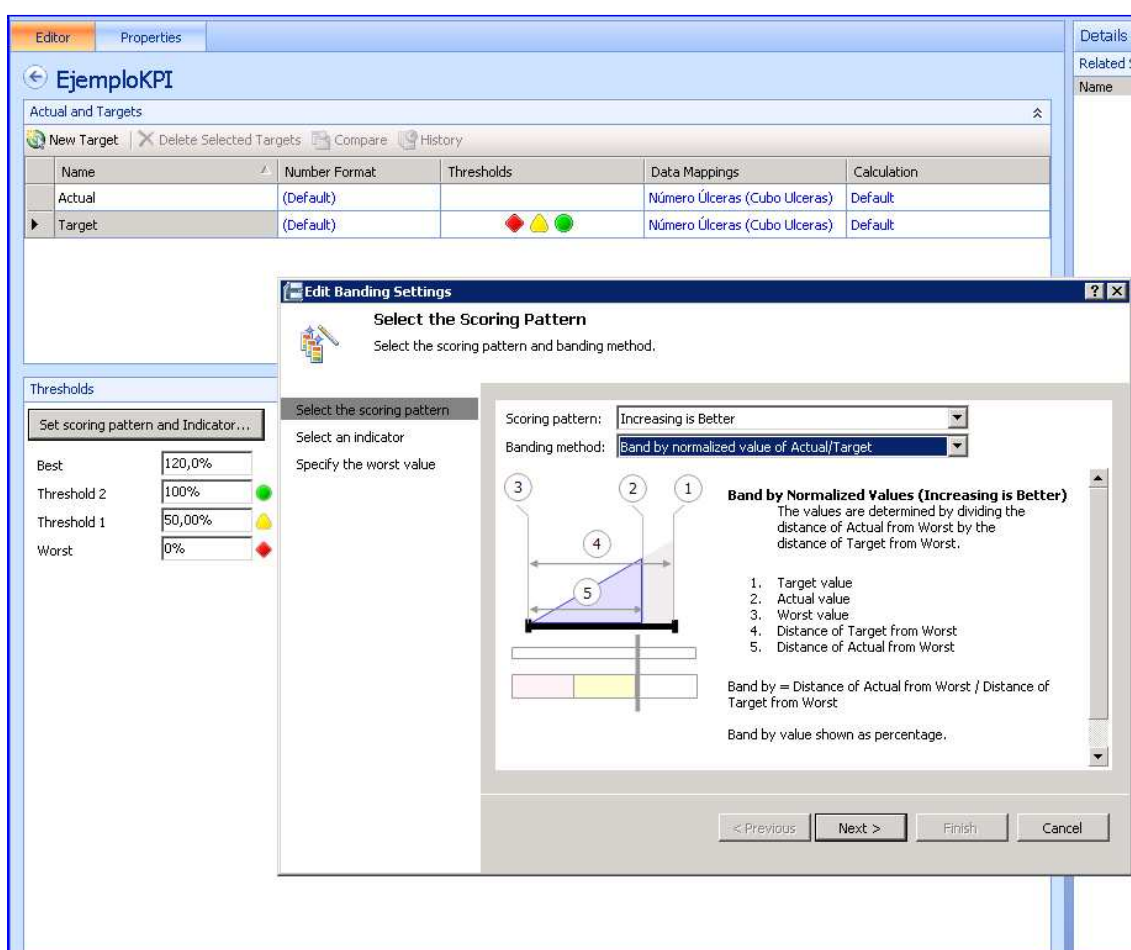 Editor Properties
Details
Related
Name
EjemploKPI
Actual and Targets
New Target Delete Selected Targets Compare History
Name Number Format Thresholds Data Mappings Calculation
Actual (Default) Número Úlceras (Cubo Ulceras) Default
Target (Default) Número Úlceras (Cubo Ulceras) Default
Edit Banding Settings
Select the Scoring Pattern
Select the scoring pattern and banding method.
Thresholds
Set scoring pattern and Indicator...
Best 120,0%
Threshold 2 100%
Threshold 1 50,00%
Worst 0%
Select the scoring pattern
Select an indicator
Specify the worst value
Scoring pattern: Increasing is Better
Banding method: Band by normalized value of Actual/Target
3 2 1
4
5
Band by Normalized Values (Increasing is Better)
The values are determined by dividing the
distance of Actual from Worst by the
distance of Target from Worst.
1. Target value
2. Actual value
3. Worst value
4. Distance of Target from Worst
5. Distance of Actual from Worst
Band by = Distance of Actual from Worst / Distance of
Target from Worst
Band by value shown as percentage.
< Previous Next > Finish Cancel